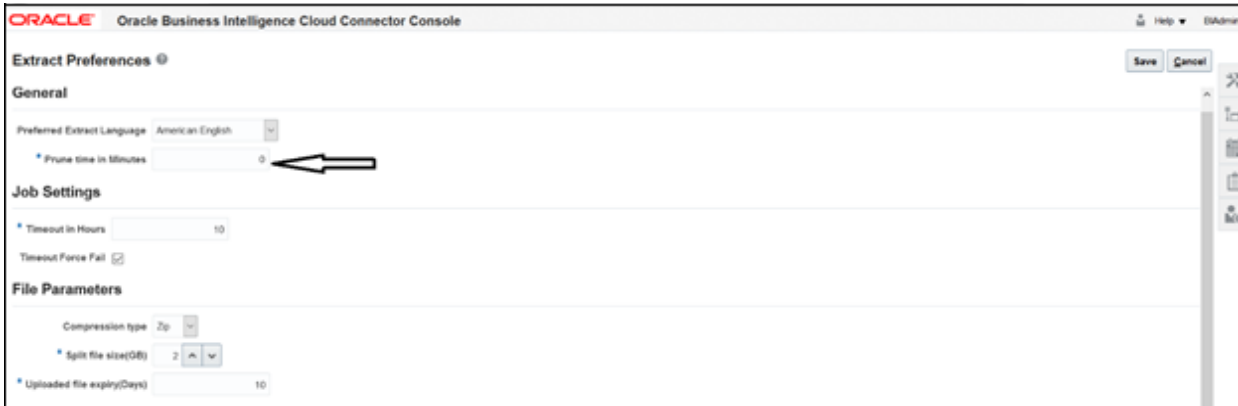 ORACLE Oracle Business Intelligence Cloud Connector Console Help BIAdmin
Extract Preferences Save Cancel
General
Preferred Extract Language American English
* Prune time in Minutes 0
Job Settings
* Timeout in Hours 10
Timeout Force Fail
File Parameters
Compression type Zip
* Split file size(GB) 2
* Uploaded file expiry(Days) 10